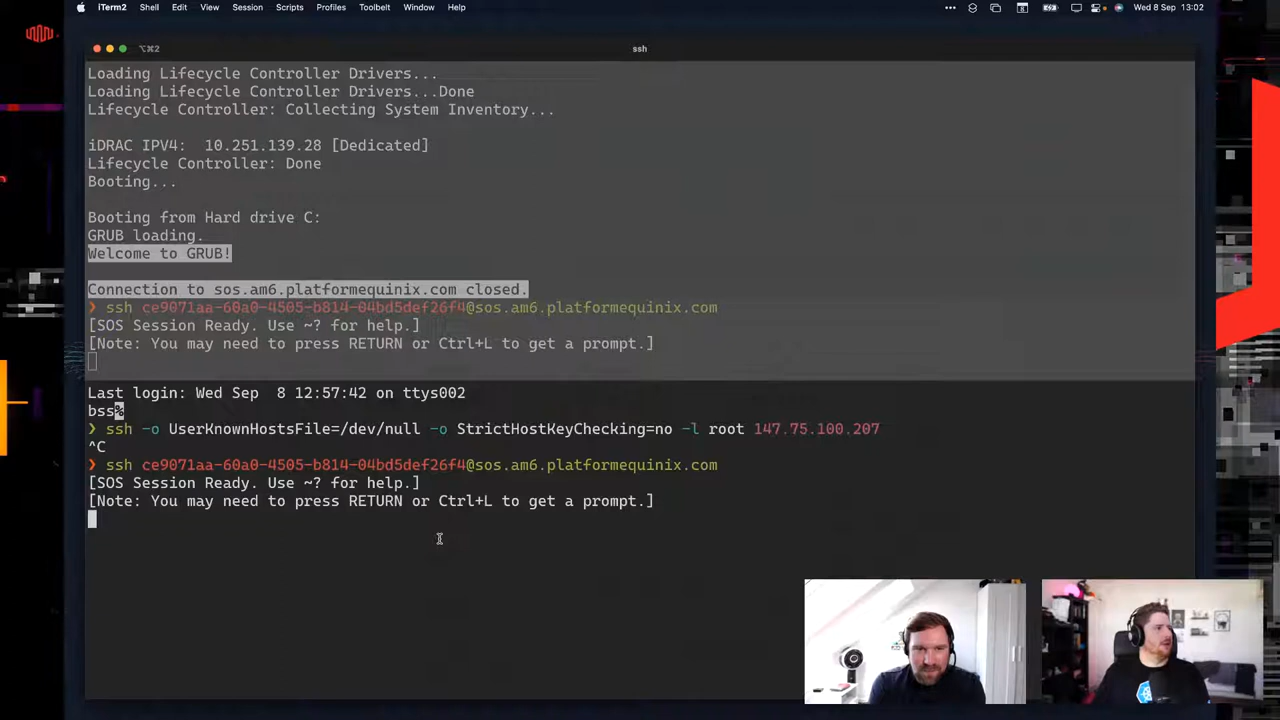 iTerm2 Shell Edit View Session Scripts Profiles Toolbelt Window Help
Wed 8 Sep 13:02
⌥⌘2
ssh
Loading Lifecycle Controller Drivers...
Loading Lifecycle Controller Drivers...Done
Lifecycle Controller: Collecting System Inventory...
iDRAC IPV4:  10.251.139.28 [Dedicated]
Lifecycle Controller: Done
Booting...
Booting from Hard drive C:
GRUB loading.
Welcome to GRUB!
Connection to sos.am6.platformequinix.com closed.
❯ ssh ce9071aa-60a0-4505-b814-04bd5def26f4@sos.am6.platformequinix.com
[SOS Session Ready. Use ~? for help.]
[Note: You may need to press RETURN or Ctrl+L to get a prompt.]
Last login: Wed Sep  8 12:57:42 on ttys002
bss%
❯ ssh -o UserKnownHostsFile=/dev/null -o StrictHostKeyChecking=no -l root 147.75.100.207
^C
❯ ssh ce9071aa-60a0-4505-b814-04bd5def26f4@sos.am6.platformequinix.com
[SOS Session Ready. Use ~? for help.]
[Note: You may need to press RETURN or Ctrl+L to get a prompt.]